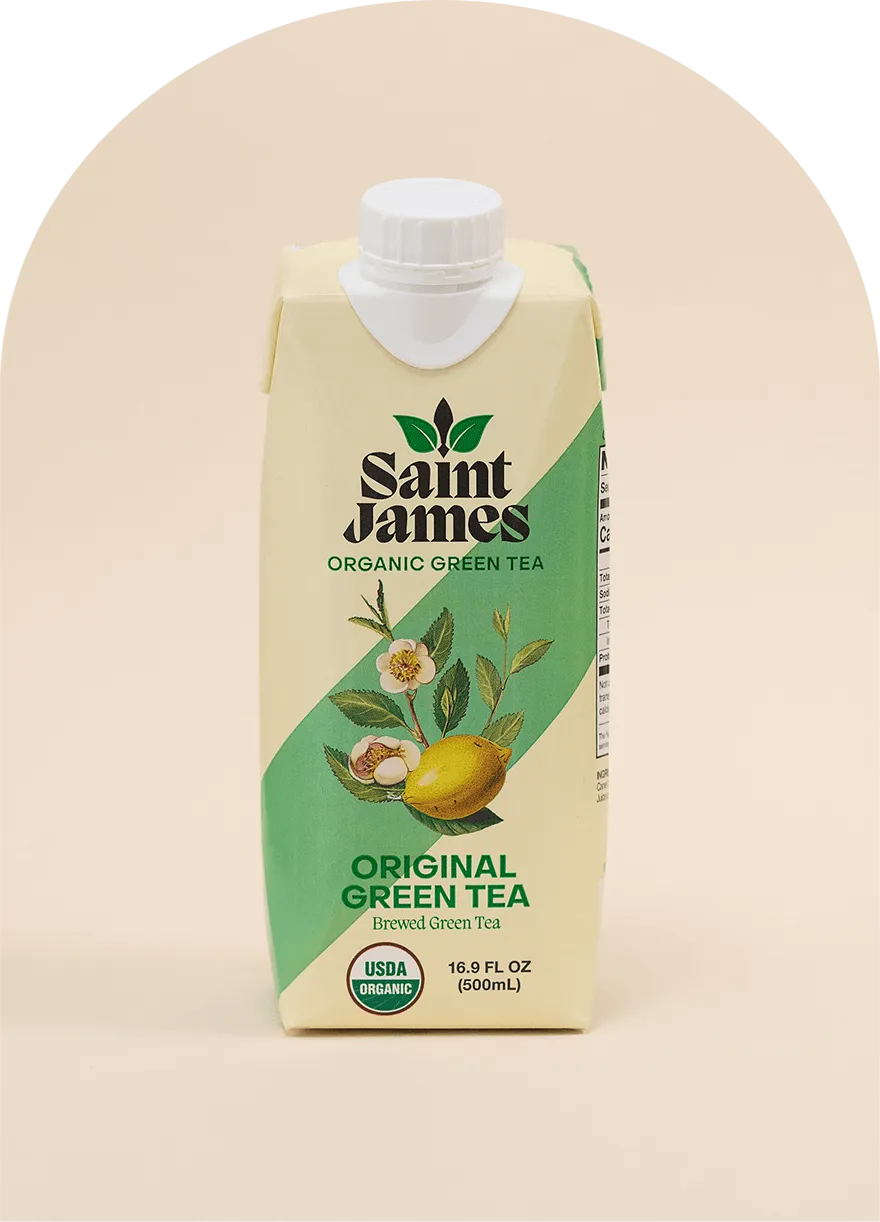 Saint
James
ORGANIC GREEN TEA
ORIGINAL
GREEN TEA
Brewed Green Tea
USDA
ORGANIC
16.9 FL OZ
(500mL)